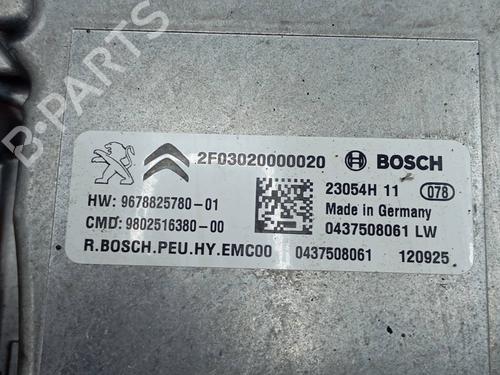 2F03020000020 BOSCH
HW: 9678825780-01 23054H 11 078
CMD: 9802516380-00 Made in Germany
0437508061 LW
R.BOSCH.PEU.HY.EMC00 0437508061 120925
B-PARTS